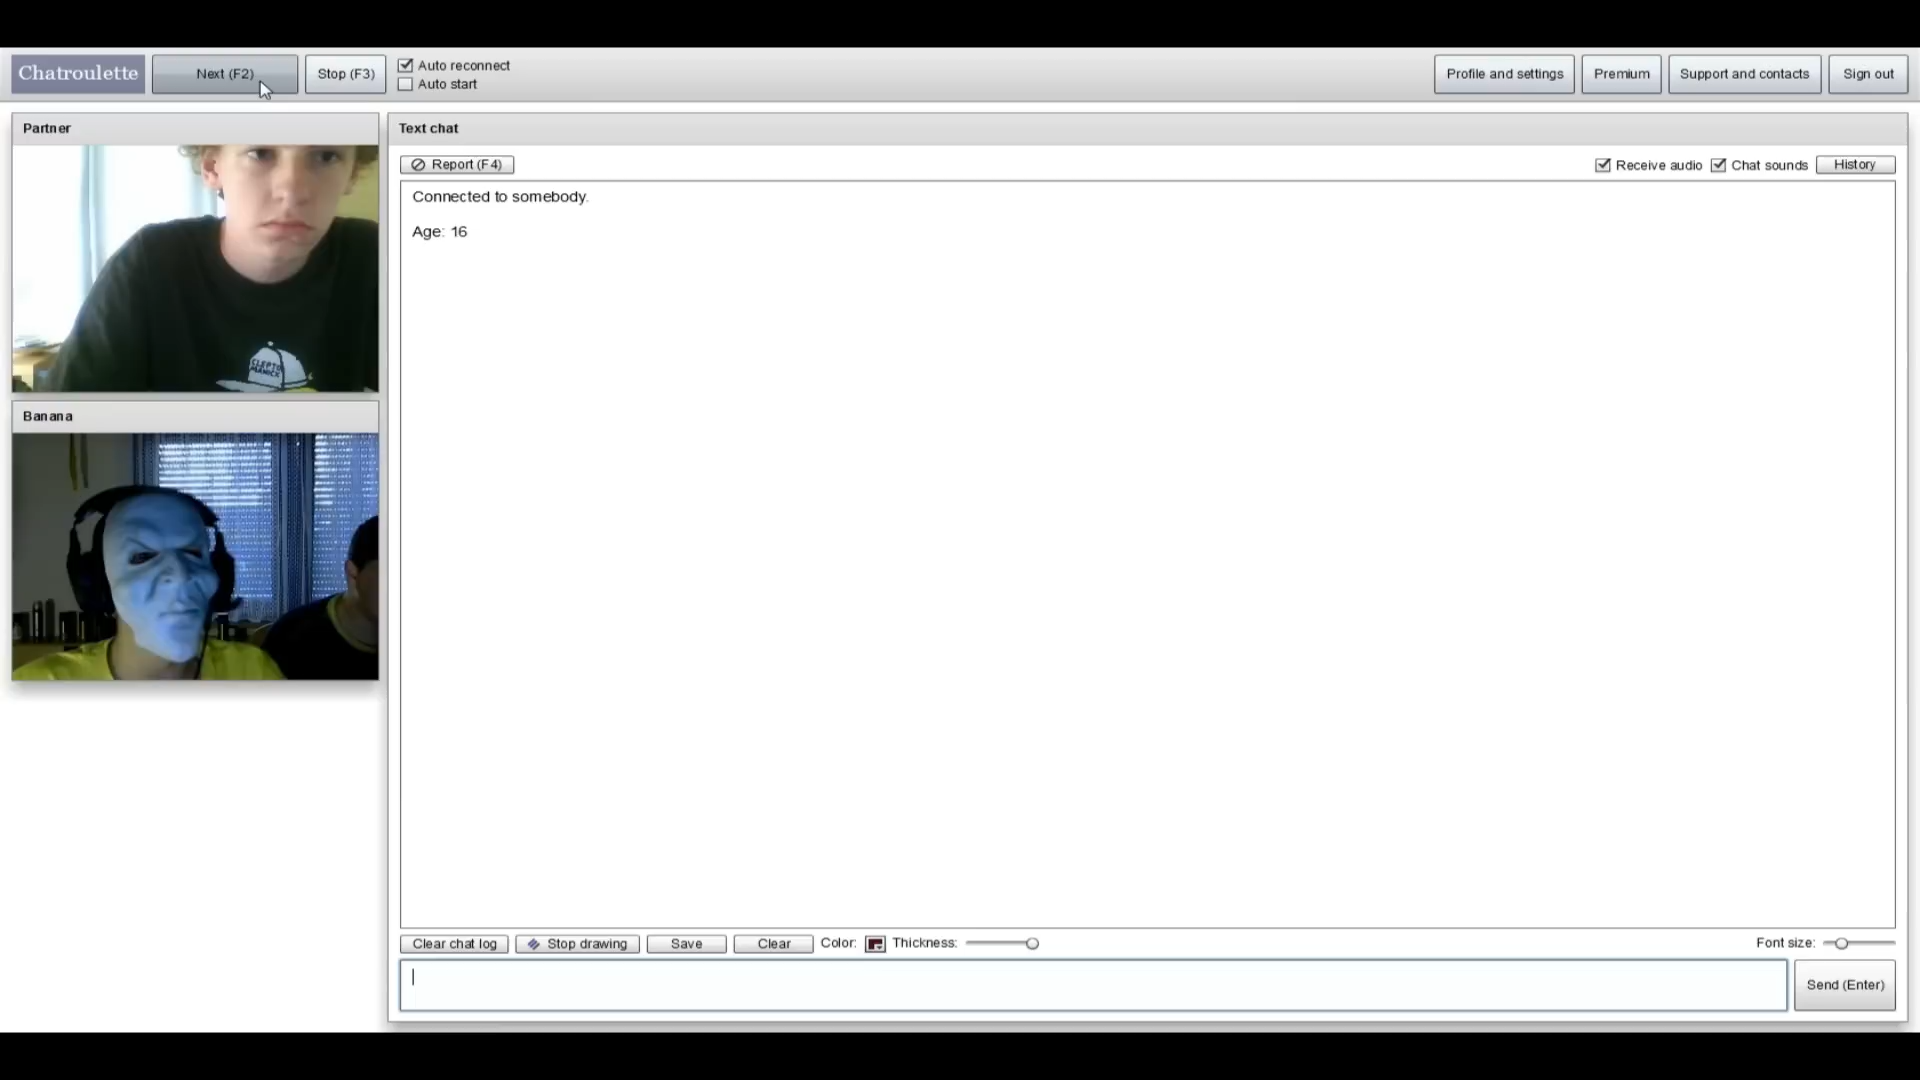 Chatroulette
Next (F2)
Stop (F3)
Auto reconnect
Auto start
Profile and settings
Premium
Support and contacts
Sign out
Partner
CLEPTO
MANICX
Banana
Text chat
Report (F4)
Receive audio
Chat sounds
History
Connected to somebody.
Age: 16
Clear chat log
Stop drawing
Save
Clear
Color:
Thickness:
Font size:
Send (Enter)